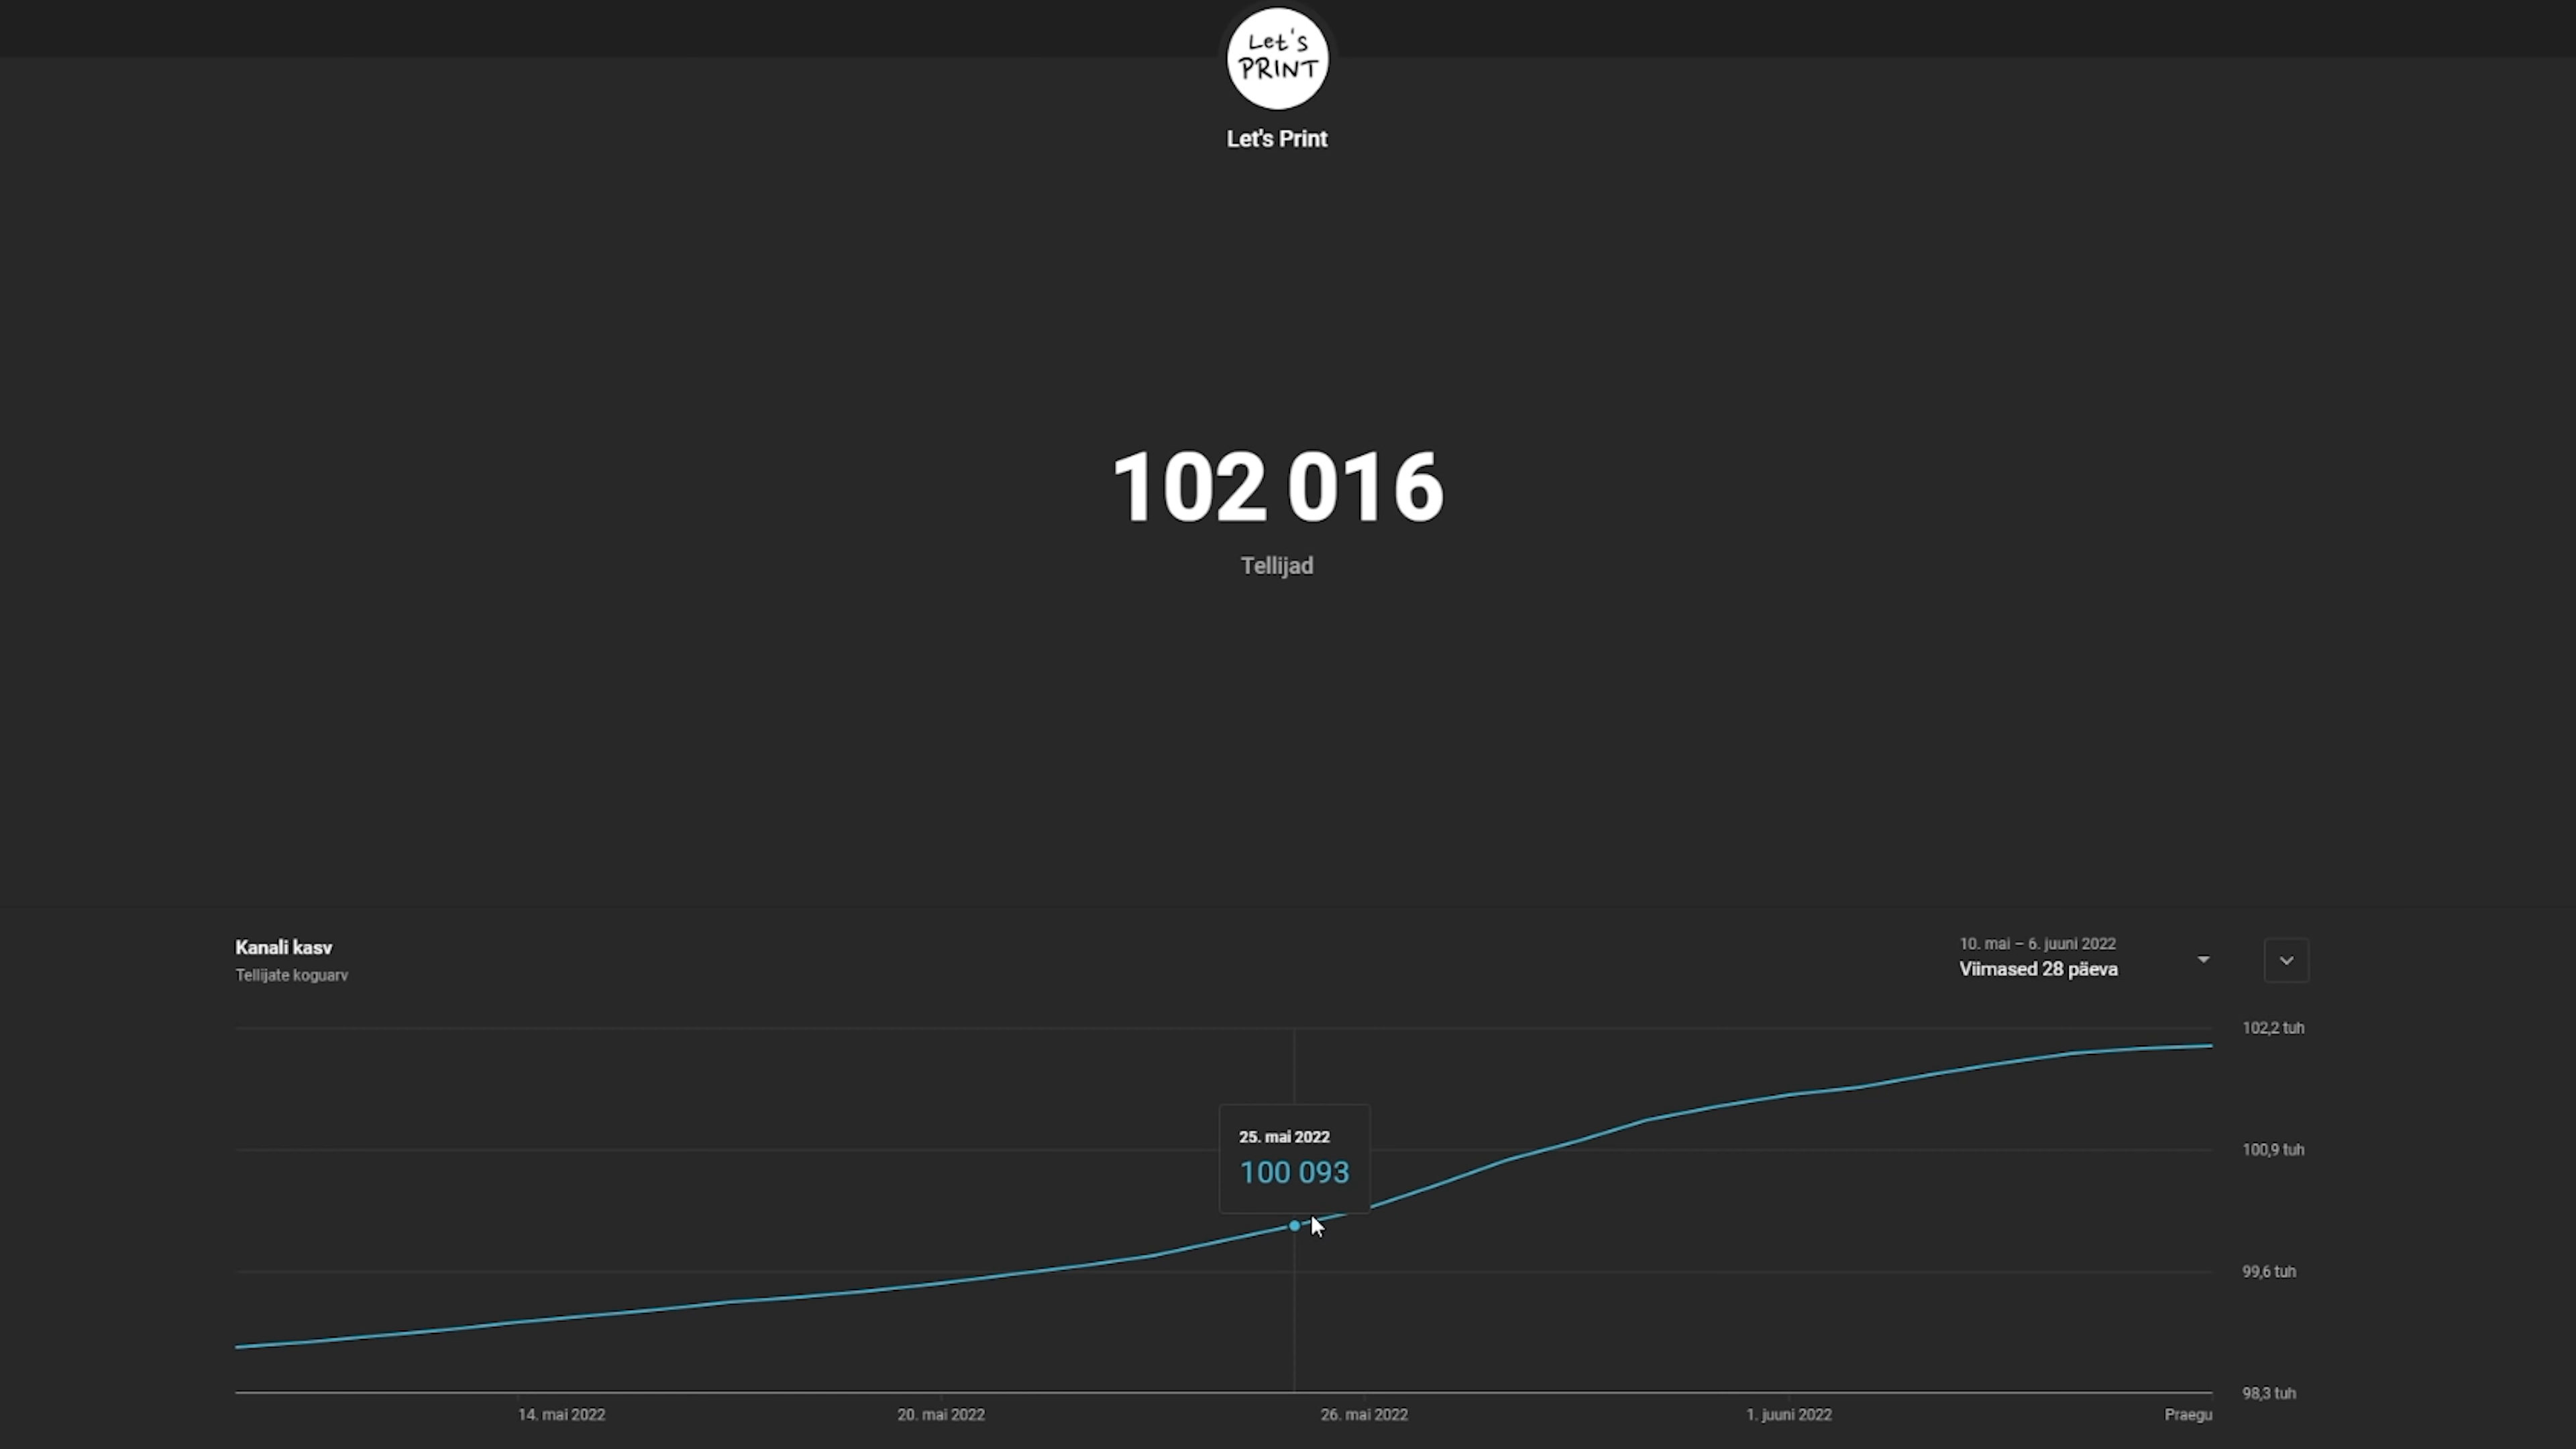 Let's
PRINT
Let's Print
102 016
Tellijad
Kanali kasv
Tellijate koguarv
10. mai – 6. juuni 2022
Viimased 28 päeva
102,2 tuh
25. mai 2022
100 093
100,9 tuh
99,6 tuh
98,3 tuh
14. mai 2022
20. mai 2022
26. mai 2022
1. juuni 2022
Praegu